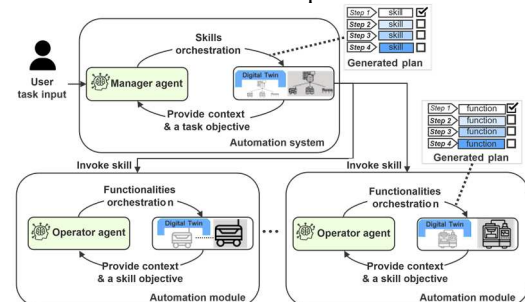 Skills
orchestration
Step 1 skill
Step 2 skill
Step 3 skill
Step 4 skill
Generated plan
User
task input
Manager agent
Digital Twin
Provide context
& a task objective
Automation system
Step 1 function
Step 2 function
Step 3 function
Step 4 function
Generated plan
Invoke skill
Invoke skill
Functionalities
orchestration
Operator agent
Digital Twin
Provide context
& a skill objective
Automation module
...
Functionalities
orchestration
Operator agent
Digital Twin
Provide context
& a skill objective
Automation module